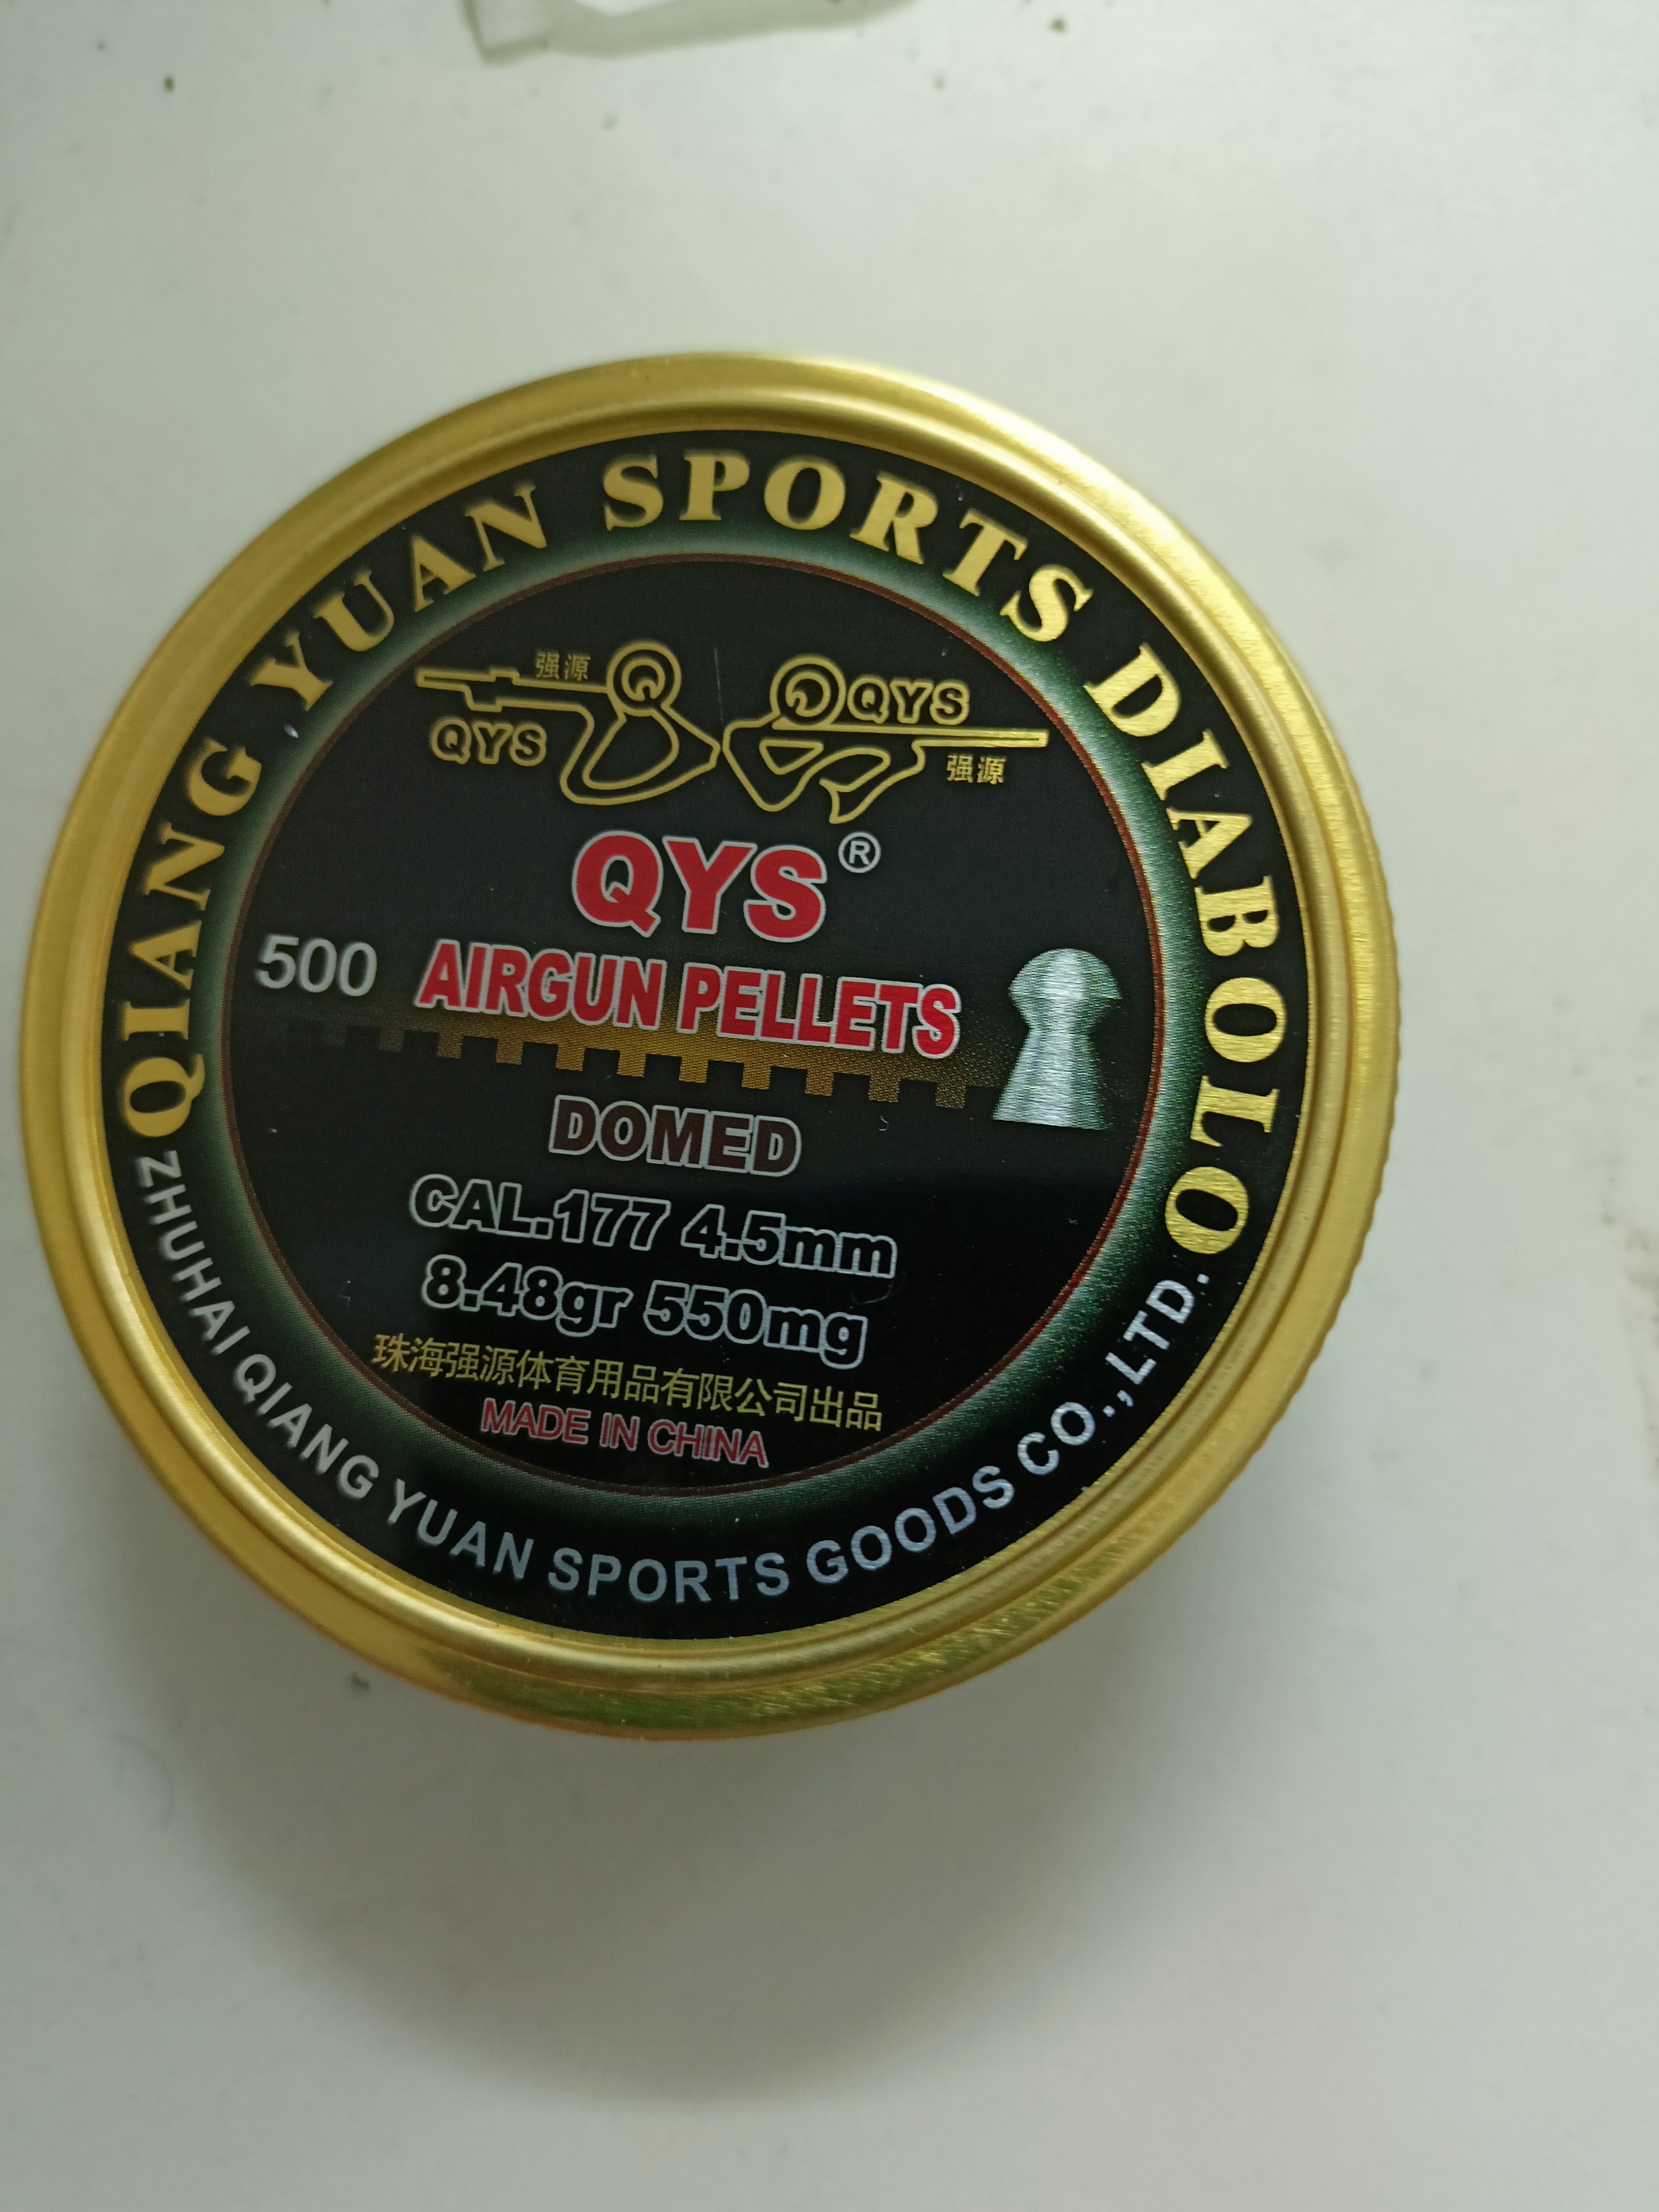 QIANG YUAN SPORTS DIABOLO
强源
QYS
QYS
强源
QYS®
500 AIRGUN PELLETS
DOMED
CAL.177 4.5mm
8.48gr 550mg
珠海强源体育用品有限公司出品
MADE IN CHINA
ZHUHAI QIANG YUAN SPORTS GOODS CO.,LTD.